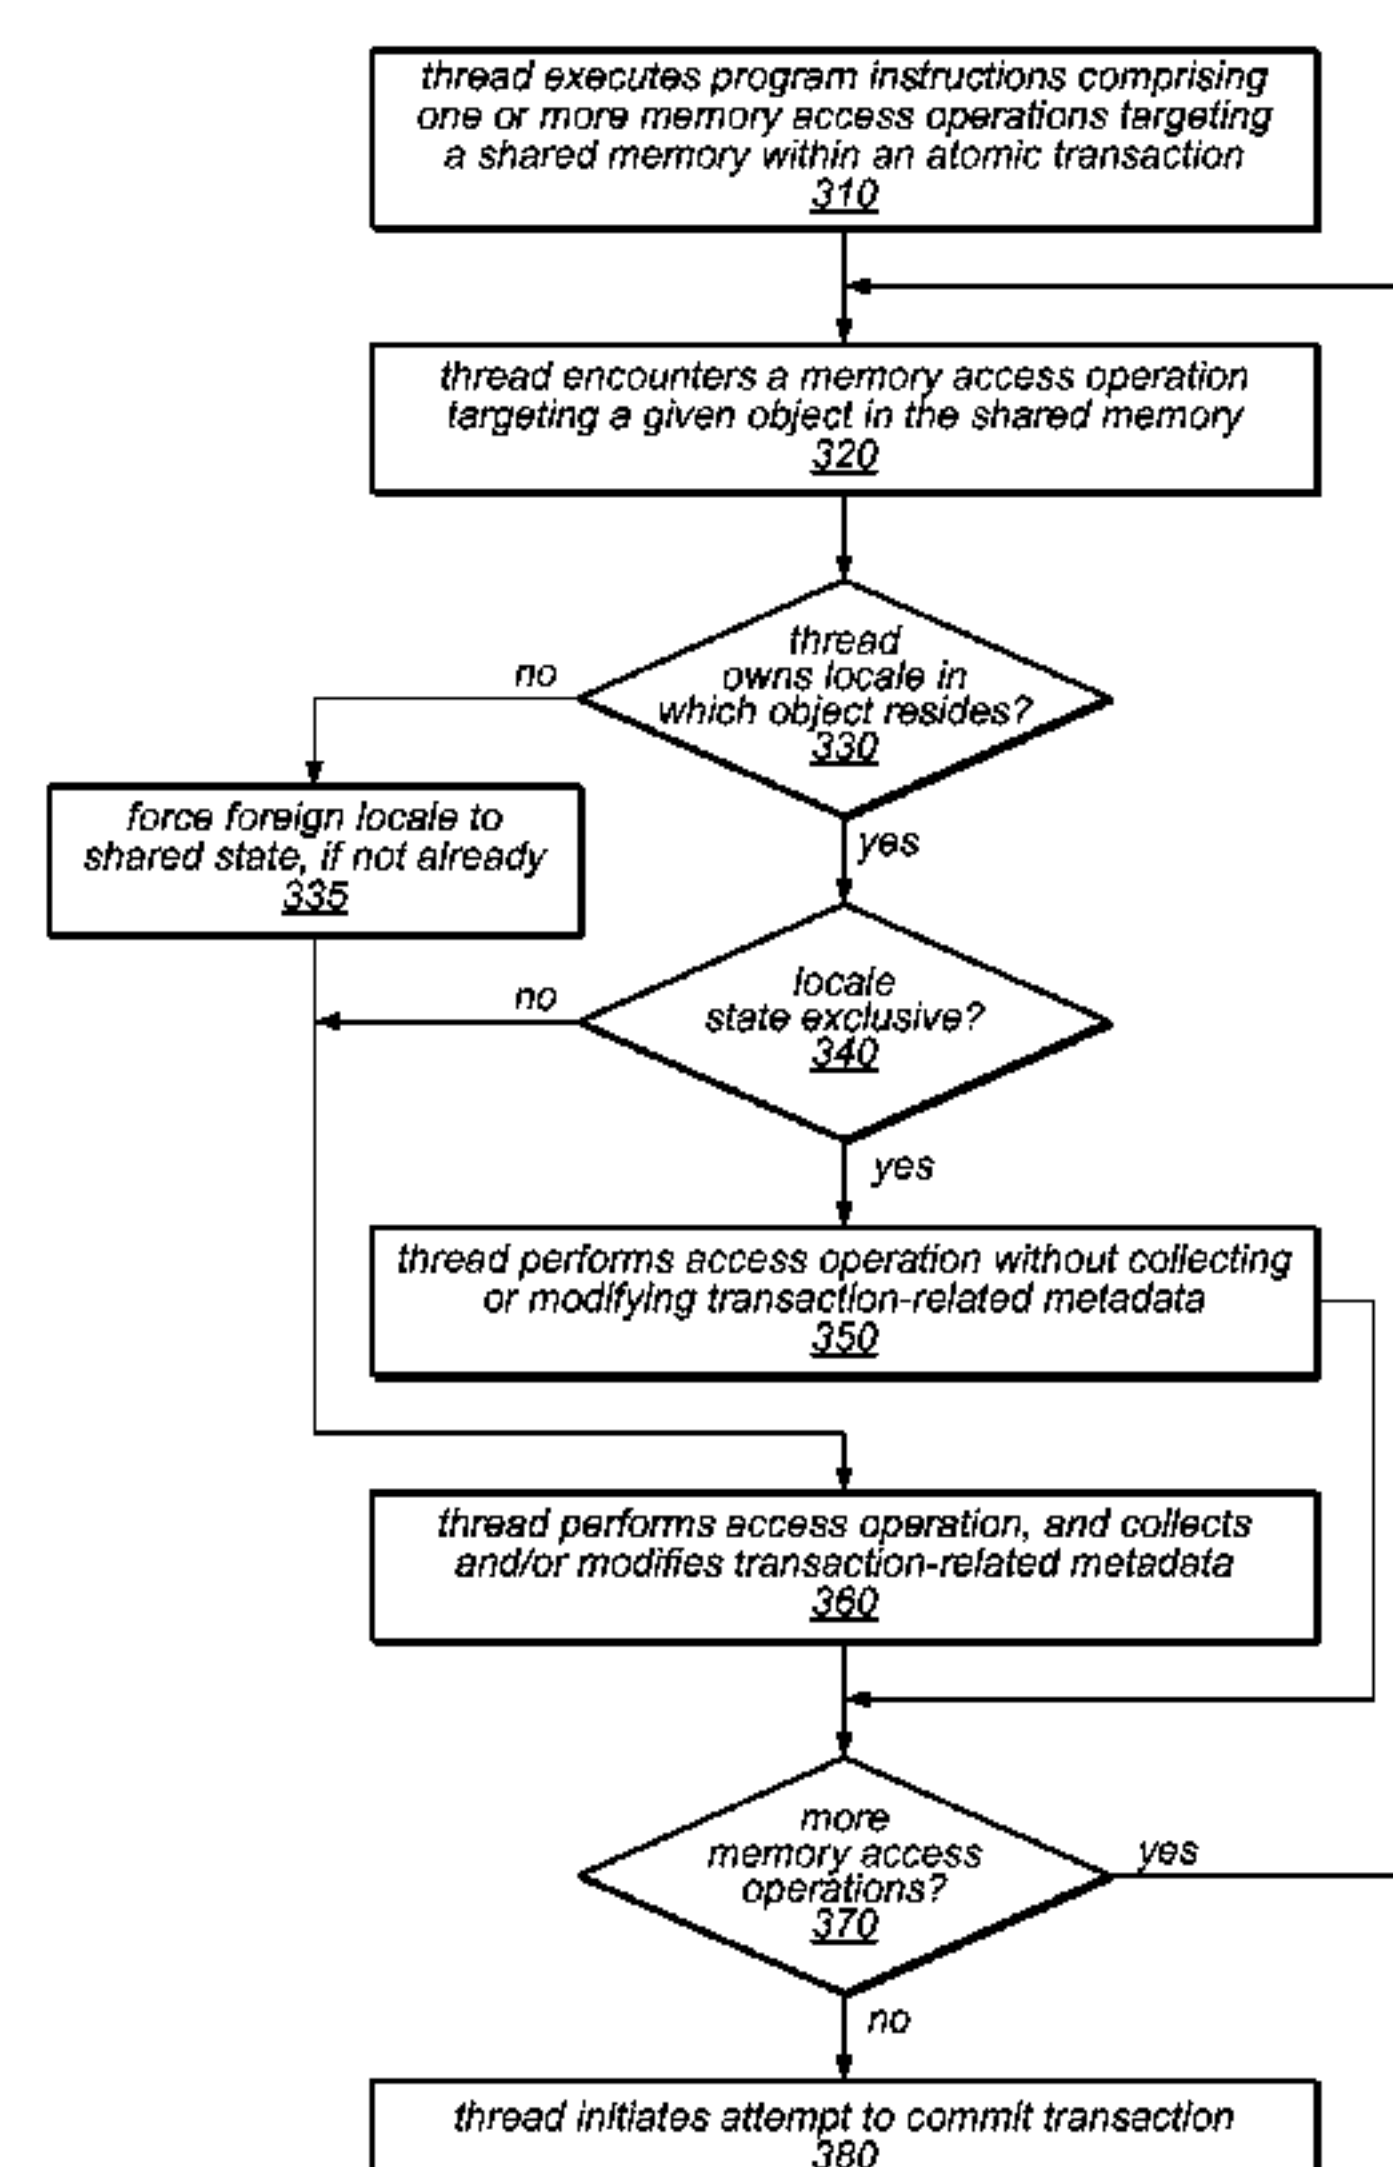 thread executes program instructions comprising
one or more memory access operations targeting
a shared memory within an atomic transaction
310
thread encounters a memory access operation
targeting a given object in the shared memory
320
thread
owns locale in
which object resides?
330
no
yes
force foreign locale to
shared state, if not already
335
locale
state exclusive?
340
no
yes
thread performs access operation without collecting
or modifying transaction-related metadata
350
thread performs access operation, and collects
and/or modifies transaction-related metadata
360
more
memory access
operations?
370
yes
no
thread initiates attempt to commit transaction
380